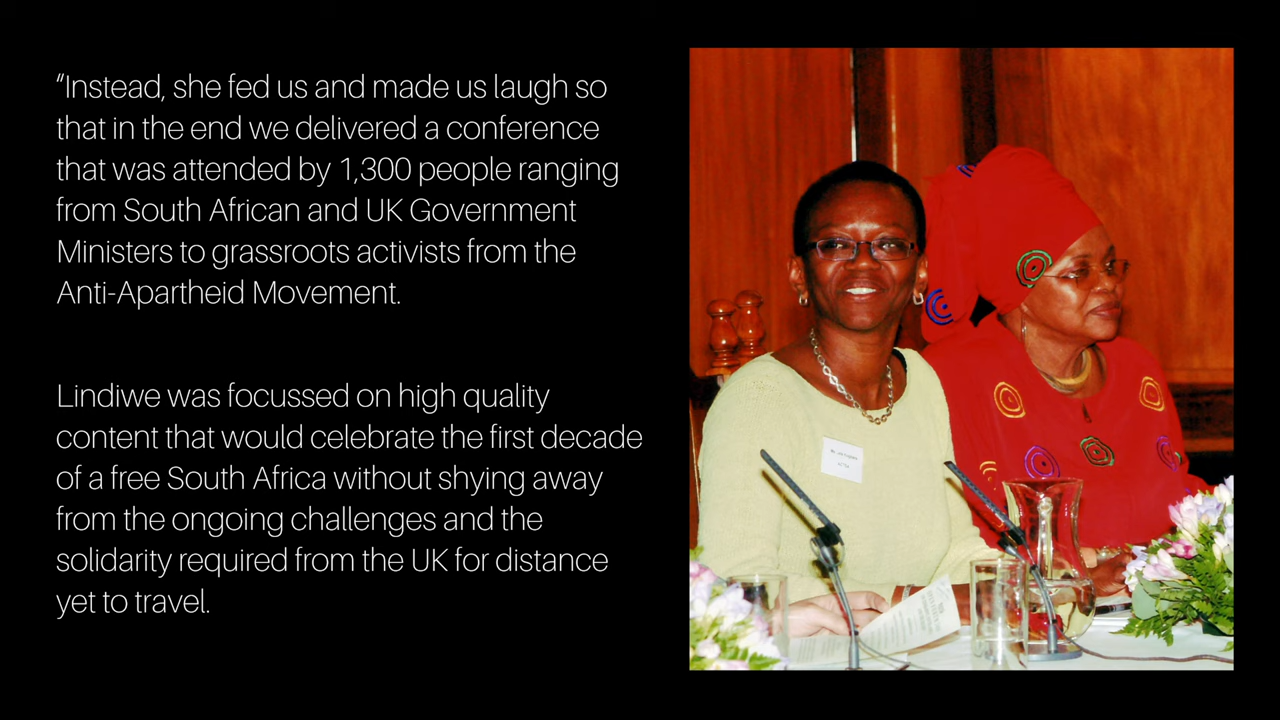 “Instead, she fed us and made us laugh so
that in the end we delivered a conference
that was attended by 1,300 people ranging
from South African and UK Government
Ministers to grassroots activists from the
Anti-Apartheid Movement.
Lindiwe was focussed on high quality
content that would celebrate the first decade
of a free South Africa without shying away
from the ongoing challenges and the
solidarity required from the UK for distance
yet to travel.